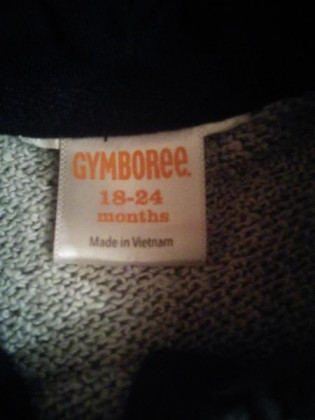 GYMBOREE.
18-24
months
Made in Vietnam